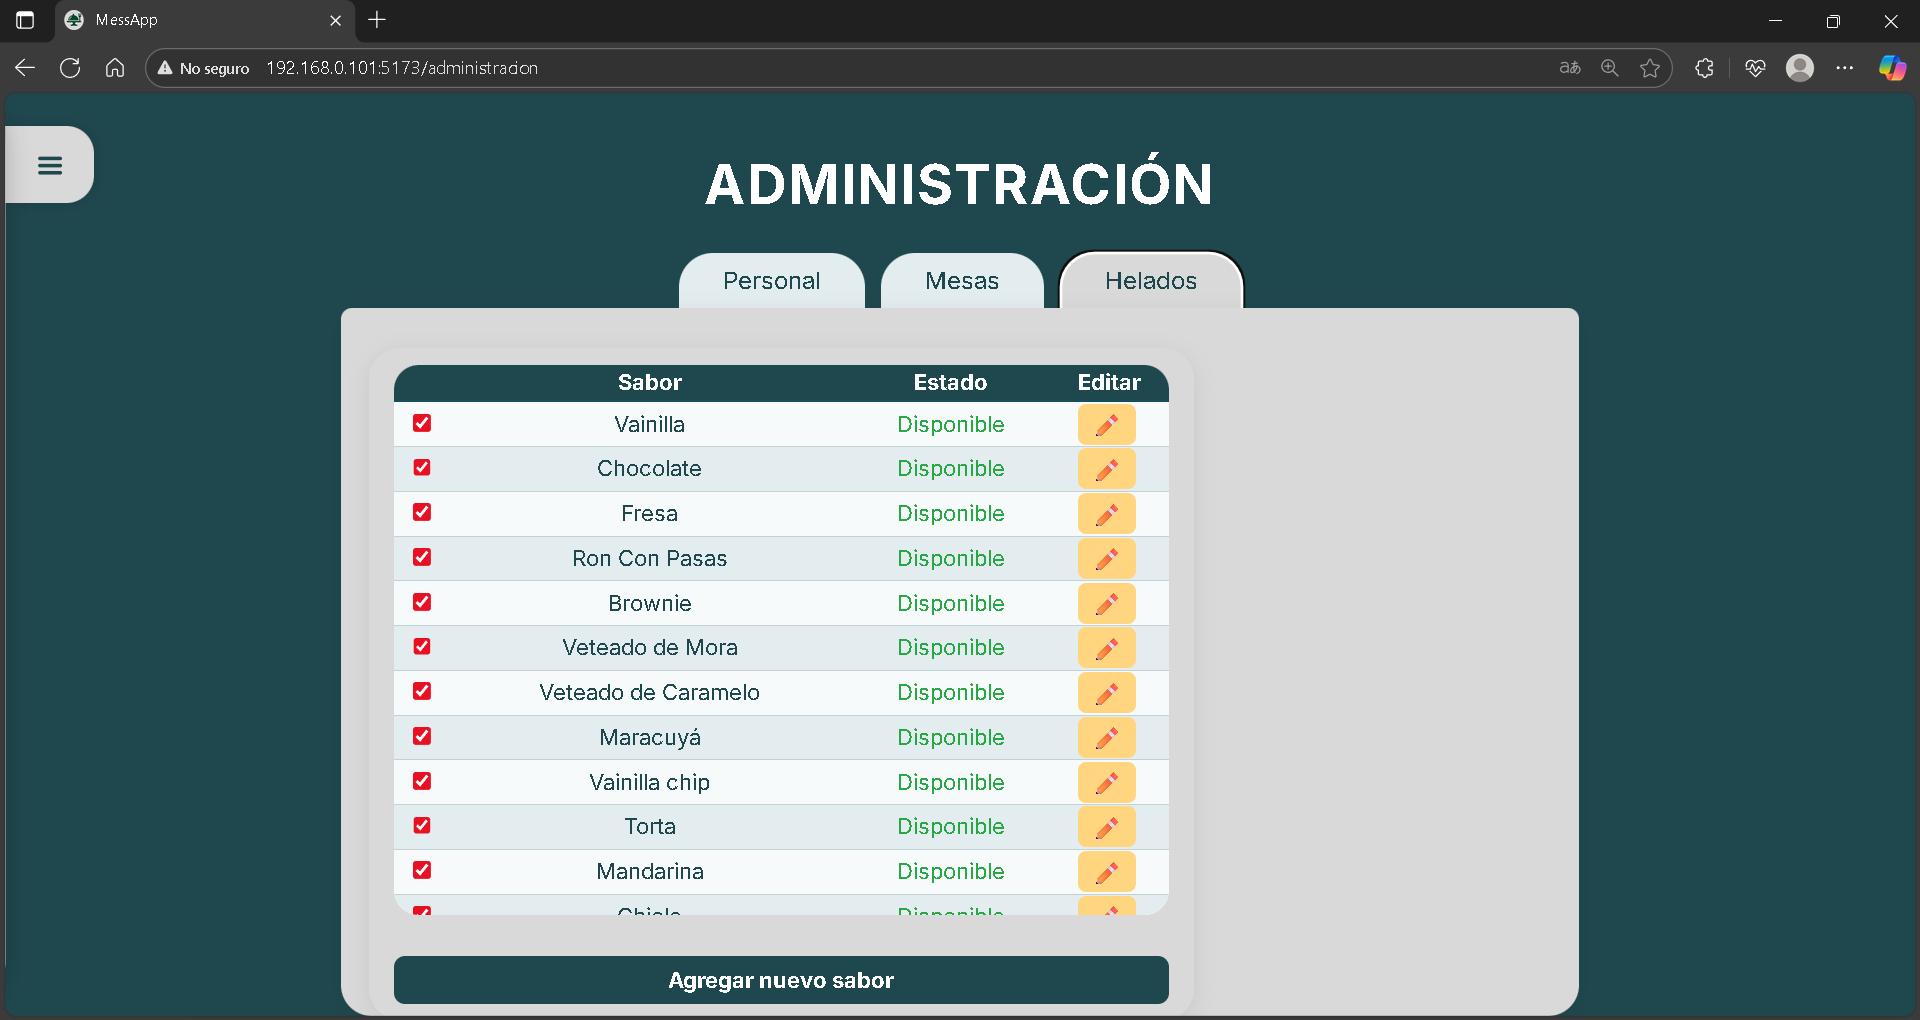 MessApp
No seguro 192.168.0.101:5173/administracion
ADMINISTRACIÓN
Personal Mesas Helados
Sabor Estado Editar
Vainilla Disponible
Chocolate Disponible
Fresa Disponible
Ron Con Pasas Disponible
Brownie Disponible
Veteado de Mora Disponible
Veteado de Caramelo Disponible
Maracuyá Disponible
Vainilla chip Disponible
Torta Disponible
Mandarina Disponible
Disponible
Agregar nuevo sabor